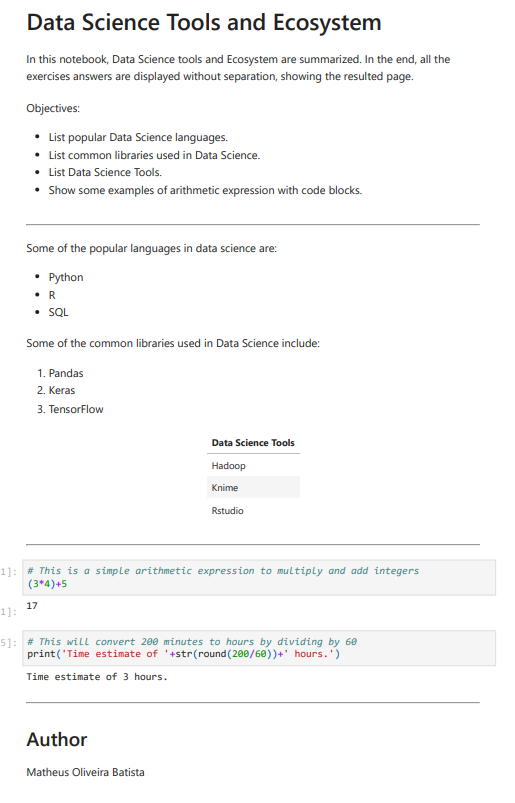 Data Science Tools and Ecosystem
In this notebook, Data Science tools and Ecosystem are summarized. In the end, all the
exercises answers are displayed without separation, showing the resulted page.
Objectives:
• List popular Data Science languages.
• List common libraries used in Data Science.
• List Data Science Tools.
• Show some examples of arithmetic expression with code blocks.
Some of the popular languages in data science are:
• Python
• R
• SQL
Some of the common libraries used in Data Science include:
1. Pandas
2. Keras
3. TensorFlow
Data Science Tools
Hadoop
Knime
Rstudio
1]: # This is a simple arithmetic expression to multiply and add integers
(3*4)+5
17
1]:
5]: # This will convert 200 minutes to hours by dividing by 60
print('Time estimate of '+str(round(200/60))+' hours.')
Time estimate of 3 hours.
Author
Matheus Oliveira Batista